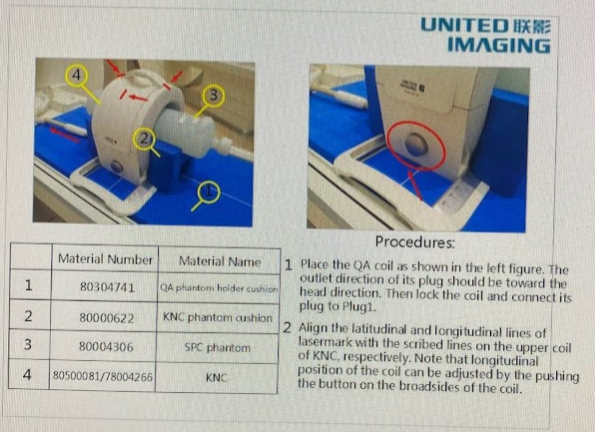 UNITED 联影
IMAGING
4
3
2
1
UNITED
IMAGING
Procedures:
Material Number Material Name
1 80304741 QA phantom holder cushion
2 80000622 KNC phantom cushion
3 80004306 SPC phantom
4 80500081/78004266 KNC
1 Place the QA coil as shown in the left figure. The
outlet direction of its plug should be toward the
head direction. Then lock the coil and connect its
plug to Plug1.
2 Align the latitudinal and longitudinal lines of
lasermark with the scribed lines on the upper coil
of KNC, respectively. Note that longitudinal
position of the coil can be adjusted by the pushing
the button on the broadsides of the coil.